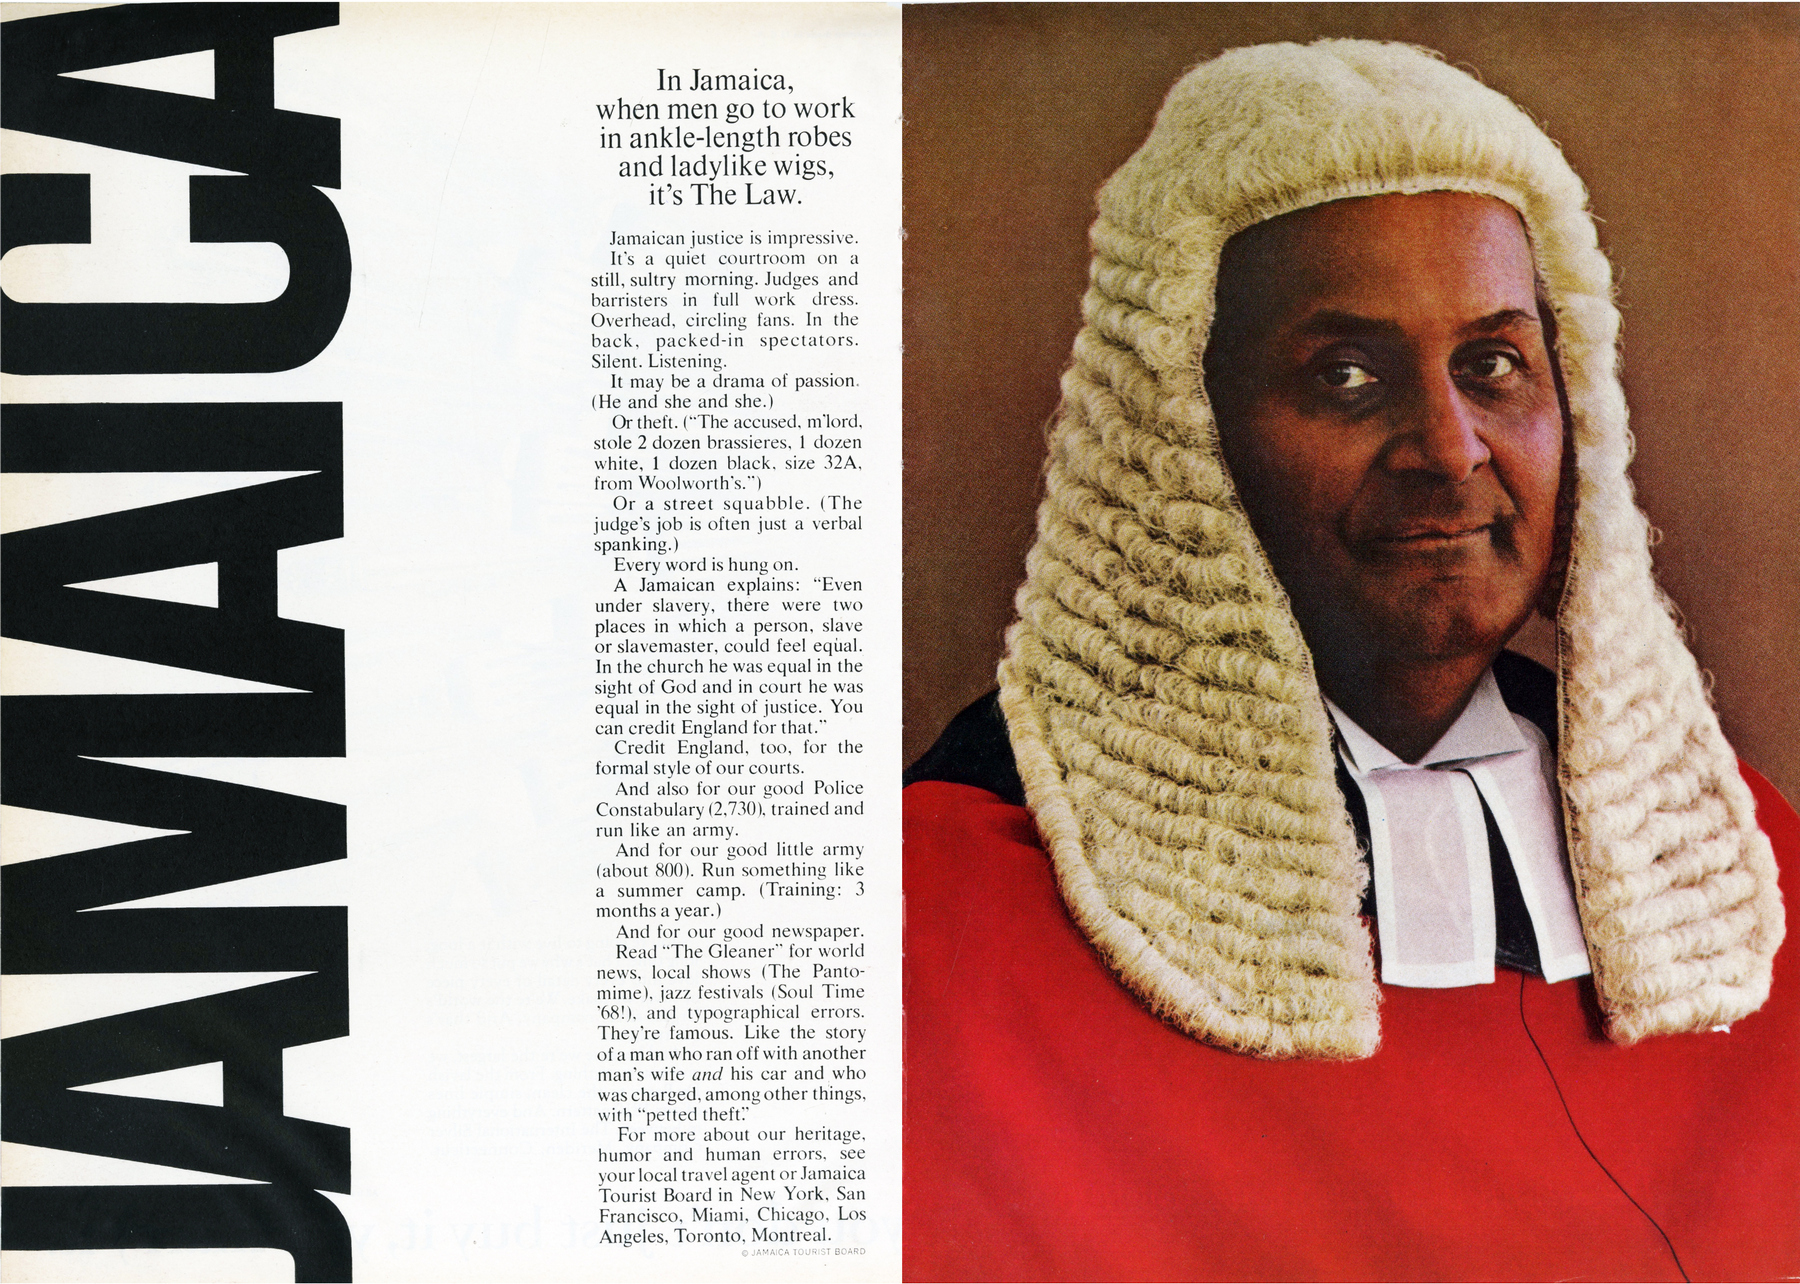 JAMAICA
In Jamaica,
when men go to work
in ankle-length robes
and ladylike wigs,
it's The Law.
Jamaican justice is impressive.
It's a quiet courtroom on a
still, sultry morning. Judges and
barristers in full work dress.
Overhead, circling fans. In the
back, packed-in spectators.
Silent. Listening.
It may be a drama of passion.
(He and she and she.)
Or theft. ("The accused, m'lord,
stole 2 dozen brassieres, 1 dozen
white, 1 dozen black, size 32A,
from Woolworth's.")
Or a street squabble. (The
judge's job is often just a verbal
spanking.)
Every word is hung on.
A Jamaican explains: "Even
under slavery, there were two
places in which a person, slave
or slavemaster, could feel equal.
In the church he was equal in the
sight of God and in court he was
equal in the sight of justice. You
can credit England for that."
Credit England, too, for the
formal style of our courts.
And also for our good Police
Constabulary (2,730), trained and
run like an army.
And for our good little army
(about 800). Run something like
a summer camp. (Training: 3
months a year.)
And for our good newspaper.
Read "The Gleaner" for world
news, local shows (The Panto-
mime), jazz festivals (Soul Time
'68!), and typographical errors.
They're famous. Like the story
of a man who ran off with another
man's wife and his car and who
was charged, among other things,
with "petted theft."
For more about our heritage,
humor and human errors, see
your local travel agent or Jamaica
Tourist Board in New York, San
Francisco, Miami, Chicago, Los
Angeles, Toronto, Montreal.
© JAMAICA TOURIST BOARD